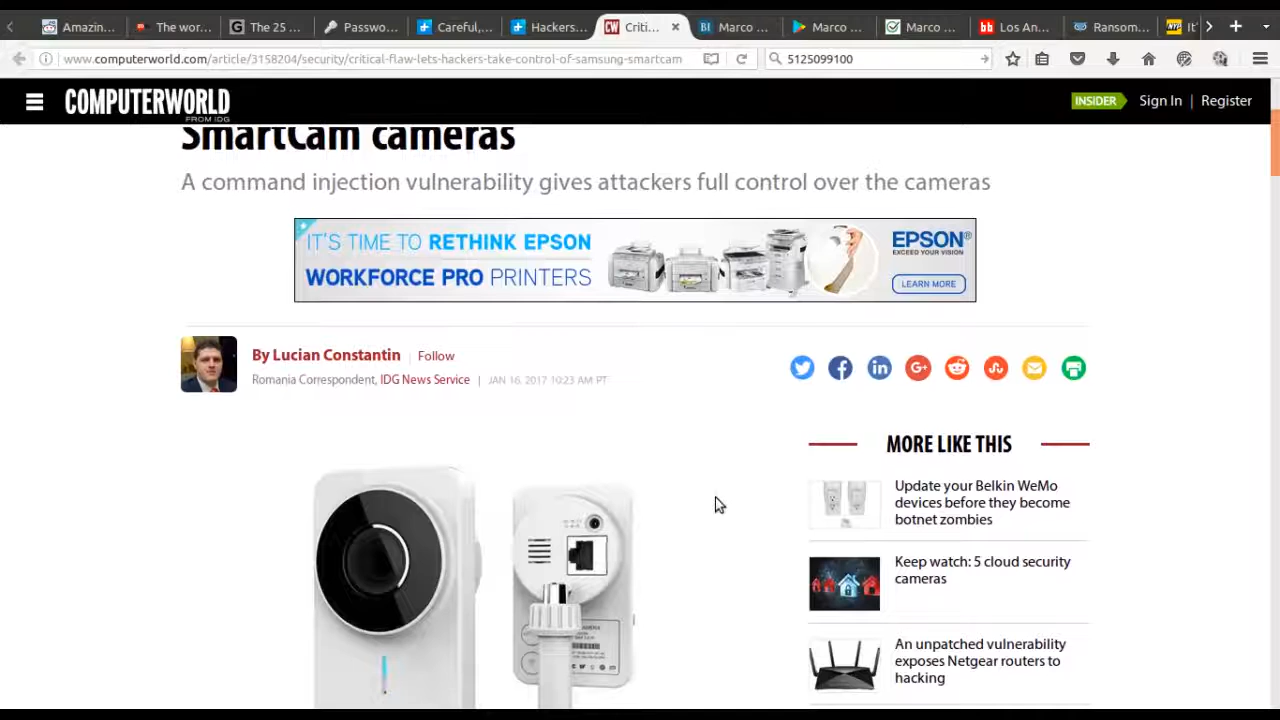 Amazin...
The wor...
The 25 ...
Passwo...
Careful,...
Hackers...
CW
Criti...
BI
Marco ...
Marco ...
Marco ...
bb
Los An...
Ransom...
It'
www.computerworld.com/article/3158204/security/critical-flaw-lets-hackers-take-control-of-samsung-smartcam
5125099100
COMPUTERWORLD
FROM IDG
INSIDER
Sign In | Register
SmartCam cameras
A command injection vulnerability gives attackers full control over the cameras
IT'S TIME TO RETHINK EPSON
WORKFORCE PRO PRINTERS
EPSON®
EXCEED YOUR VISION
LEARN MORE
By Lucian Constantin | Follow
Romania Correspondent, IDG News Service | JAN 16, 2017 10:23 AM PT
MORE LIKE THIS
Update your Belkin WeMo
devices before they become
botnet zombies
Keep watch: 5 cloud security
cameras
An unpatched vulnerability
exposes Netgear routers to
hacking